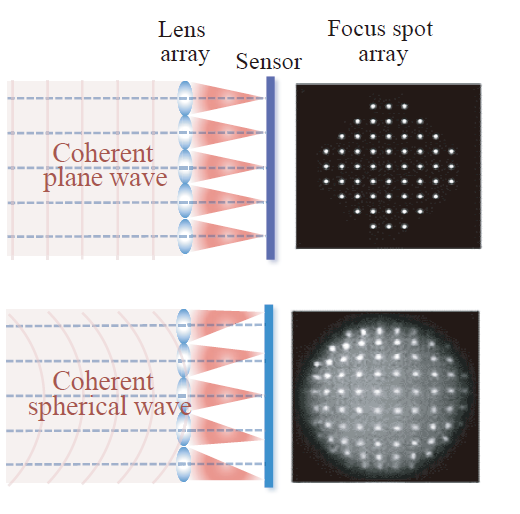 Lens
array
Sensor
Focus spot
array
Coherent
plane wave
Coherent
spherical wave